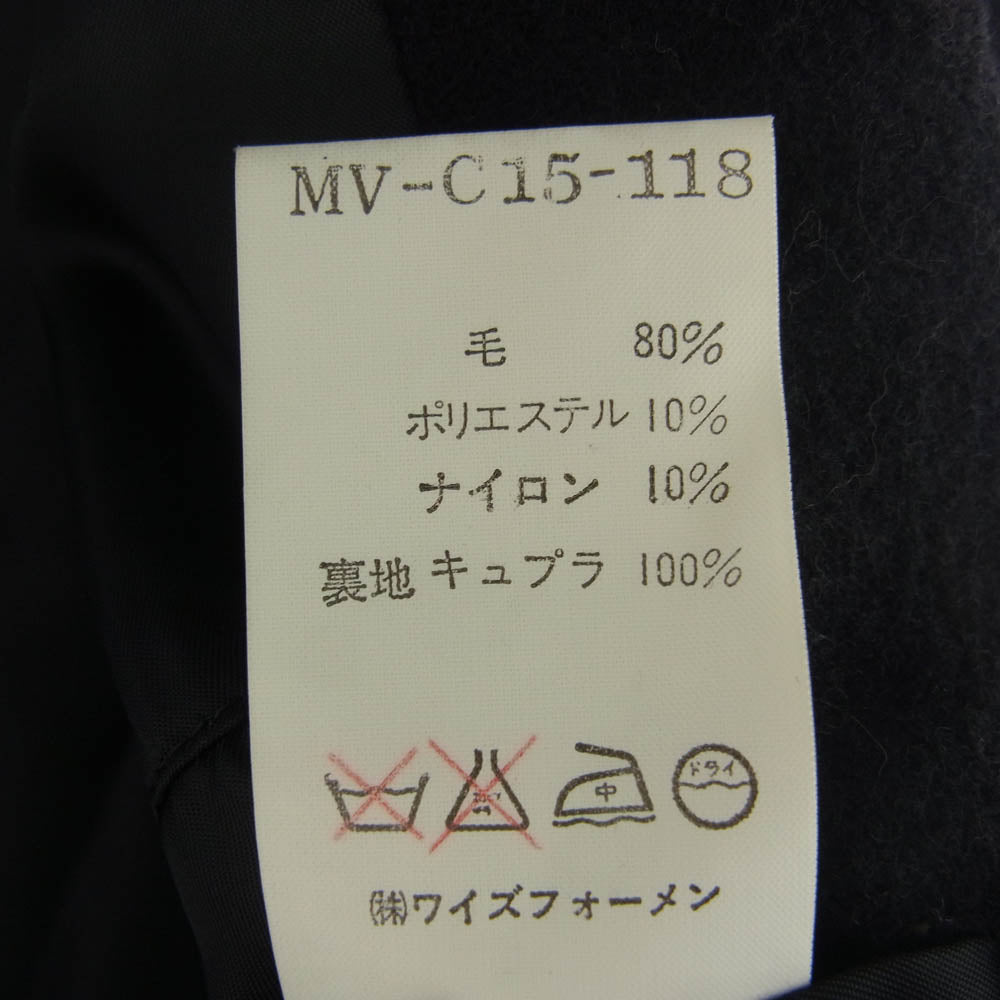 MV-C15-118
毛 80%
ポリエステル 10%
ナイロン 10%
裏地 キュプラ 100%
中 ドライ
㈱ワイズフォーメン